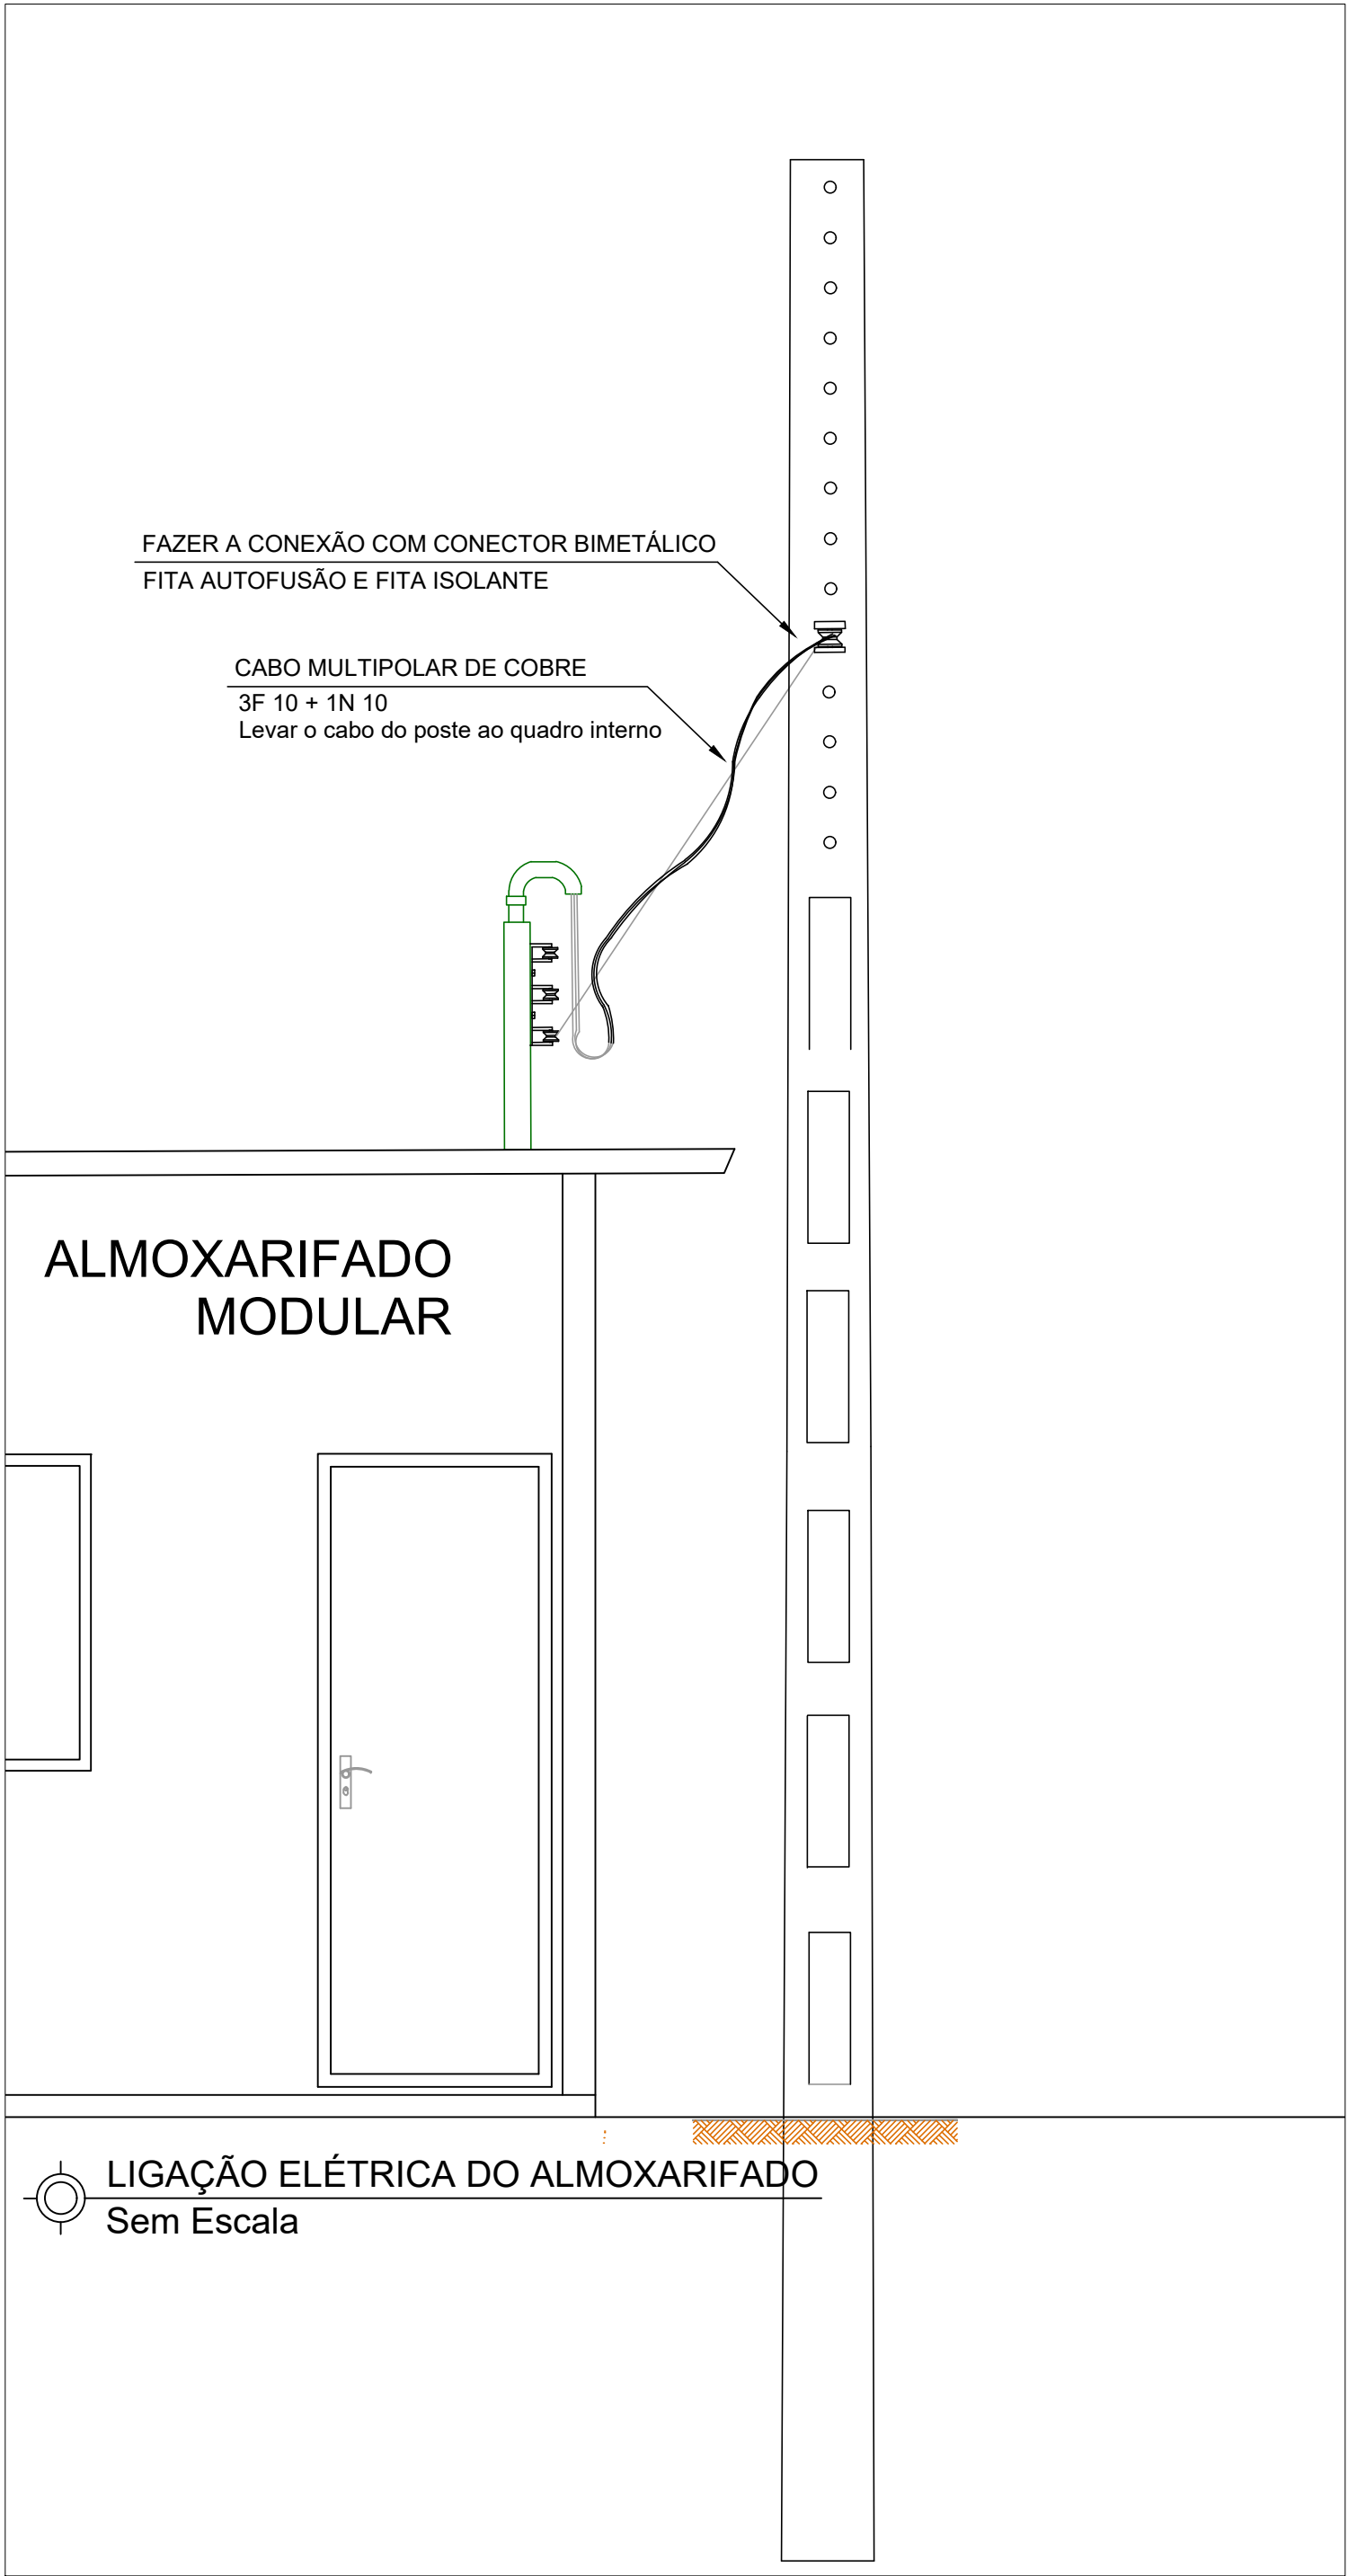 FAZER A CONEXÃO COM CONECTOR BIMETÁLICO
FITA AUTOFUSÃO E FITA ISOLANTE
CABO MULTIPOLAR DE COBRE
3F 10 + 1N 10
Levar o cabo do poste ao quadro interno
ALMOXARIFADO
MODULAR
LIGAÇÃO ELÉTRICA DO ALMOXARIFADO
Sem Escala